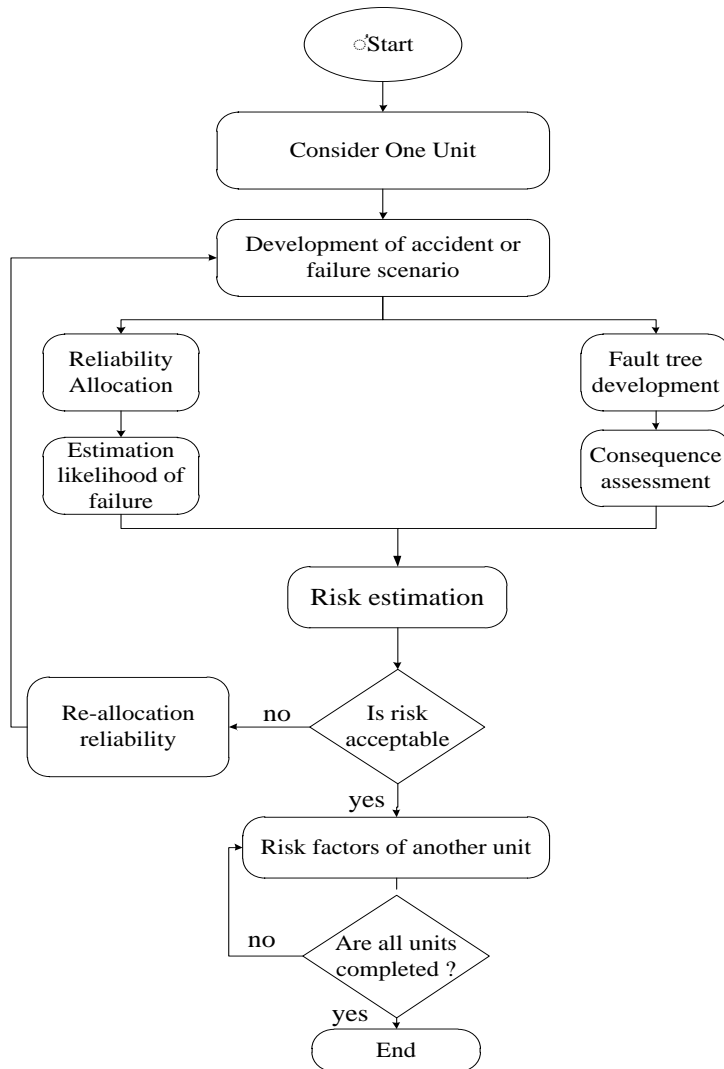 Start
Consider One Unit
Development of accident or
failure scenario
Reliability
Allocation
Fault tree
development
Estimation
likelihood of
failure
Consequence
assessment
Risk estimation
Is risk
acceptable
no
Re-allocation
reliability
yes
Risk factors of another unit
Are all units
completed ?
no
yes
End